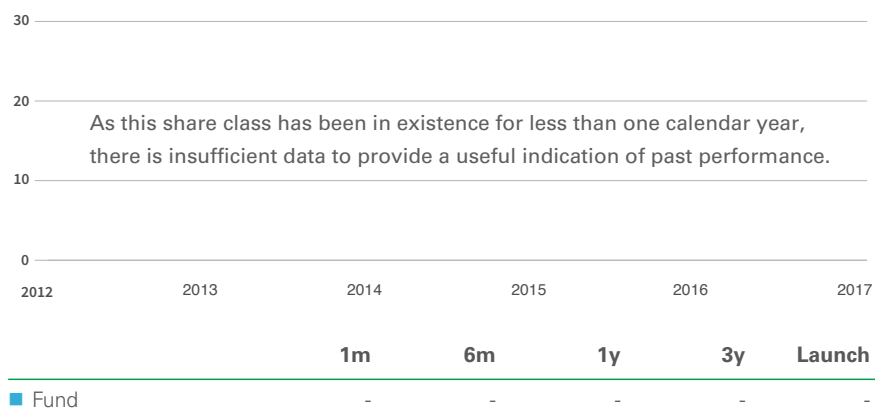 30
20
As this share class has been in existence for less than one calendar year,
there is insufficient data to provide a useful indication of past performance.
10
0
2012 2013 2014 2015 2016 2017
1m 6m 1y 3y Launch
Fund - - - - -